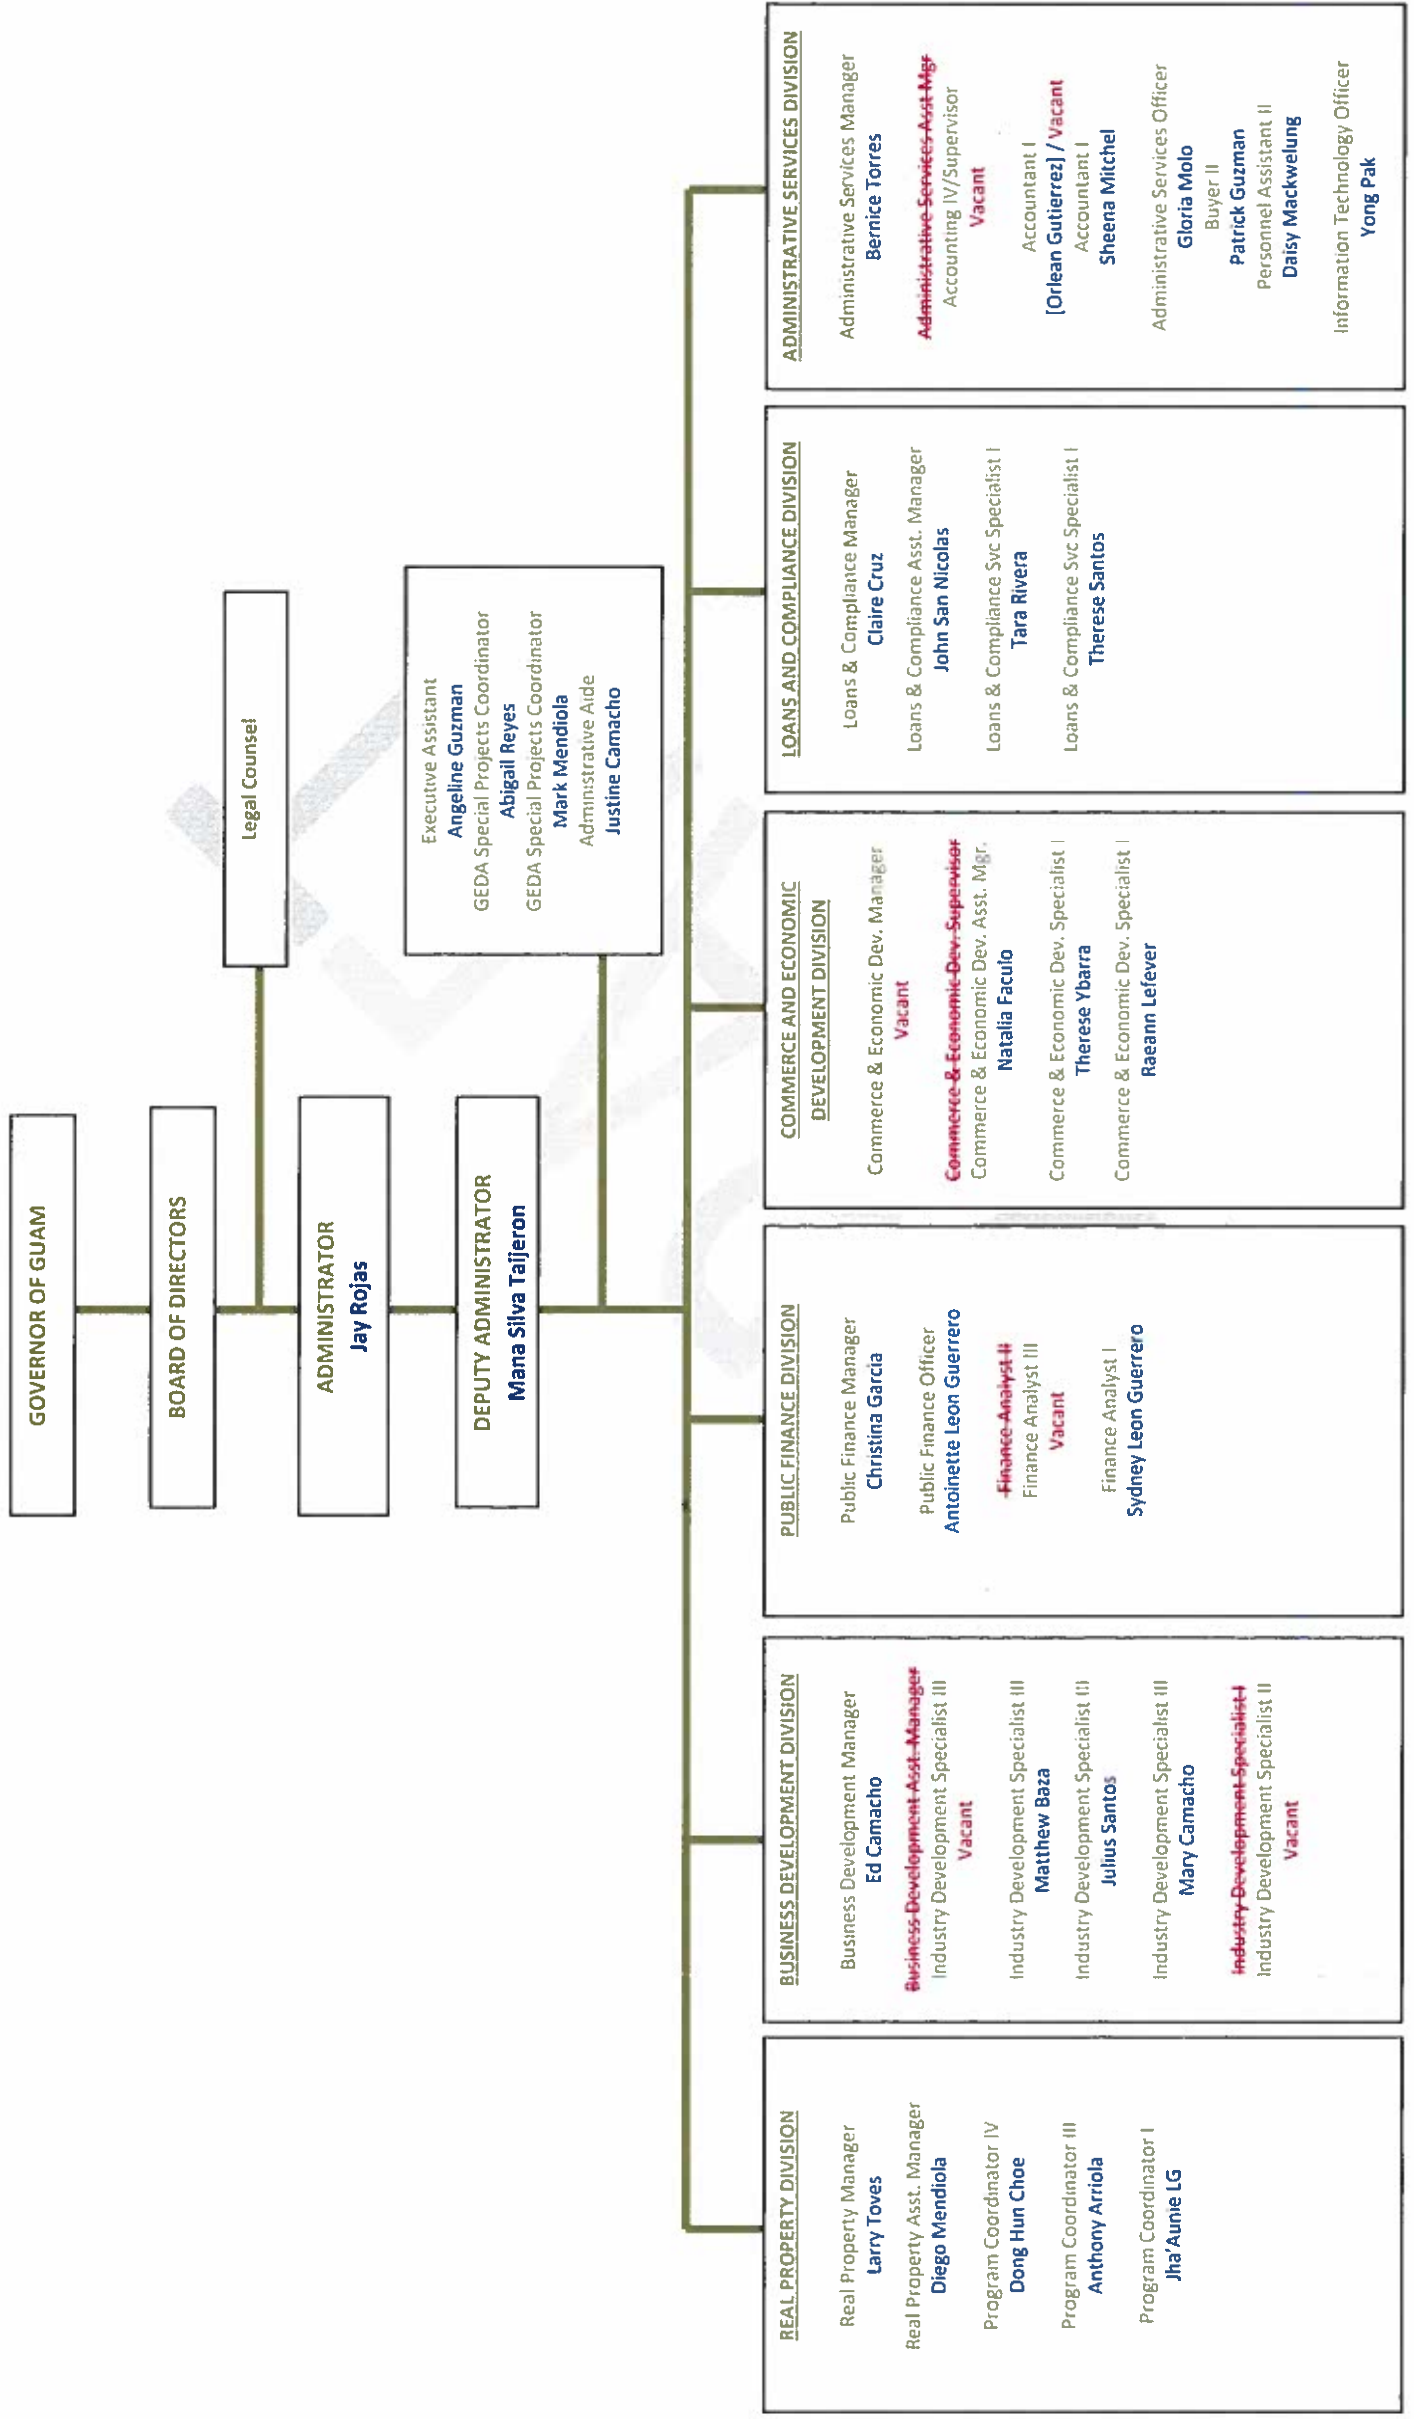 GOVERNOR OF GUAM
BOARD OF DIRECTORS
Legal Counsel
ADMINISTRATOR
Jay Rojas
DEPUTY ADMINISTRATOR
Mana Silva Taijeron
Executive Assistant
Angeline Guzman
GEDA Special Projects Coordinator
Abigail Reyes
GEDA Special Projects Coordinator
Mark Mendiola
Administrative Aide
Justine Camacho
REAL PROPERTY DIVISION
Real Property Manager
Larry Toves
Real Property Asst. Manager
Diego Mendiola
Program Coordinator IV
Dong Hun Choe
Program Coordinator III
Anthony Arriola
Program Coordinator I
Jha'Aunie LG
BUSINESS DEVELOPMENT DIVISION
Business Development Manager
Ed Camacho
Business Development Asst. Manager
Industry Development Specialist III
Vacant
Industry Development Specialist III
Matthew Baza
Industry Development Specialist III
Julius Santos
Industry Development Specialist III
Mary Camacho
Industry Development Specialist I
Industry Development Specialist II
Vacant
PUBLIC FINANCE DIVISION
Public Finance Manager
Christina Garcia
Public Finance Officer
Antoinette Leon Guerrero
Finance Analyst II
Finance Analyst III
Vacant
Finance Analyst I
Sydney Leon Guerrero
COMMERCE AND ECONOMIC
DEVELOPMENT DIVISION
Commerce & Economic Dev. Manager
Vacant
Commerce & Economic Dev. Supervisor
Commerce & Economic Dev. Asst. Mgr.
Natalia Faculo
Commerce & Economic Dev. Specialist I
Therese Ybarra
Commerce & Economic Dev. Specialist I
Raeann Lefever
LOANS AND COMPLIANCE DIVISION
Loans & Compliance Manager
Claire Cruz
Loans & Compliance Asst. Manager
John San Nicolas
Loans & Compliance Svc Specialist I
Tara Rivera
Loans & Compliance Svc Specialist I
Therese Santos
ADMINISTRATIVE SERVICES DIVISION
Administrative Services Manager
Bernice Torres
Administrative Services Asst Mgr
Accounting IV/Supervisor
Vacant
Accountant I
[Orlean Gutierrez] / Vacant
Accountant I
Sheena Mitchel
Administrative Services Officer
Gloria Molo
Buyer II
Patrick Guzman
Personnel Assistant II
Daisy Mackwelung
Information Technology Officer
Yong Pak